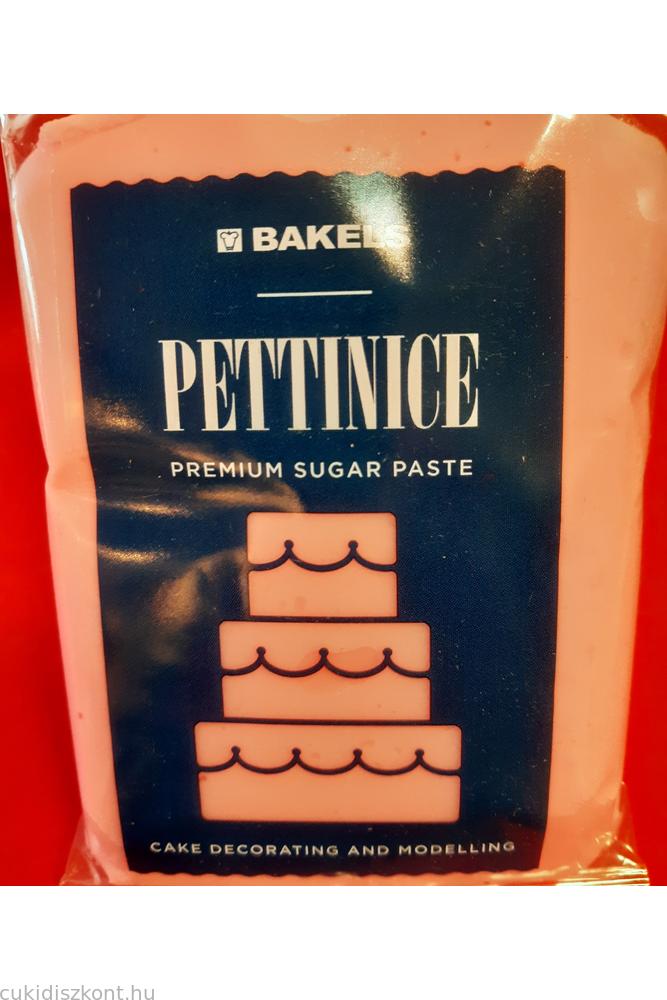 BAKELS
PETTINICE
PREMIUM SUGAR PASTE
CAKE DECORATING AND MODELLING
cukidiszkont.hu